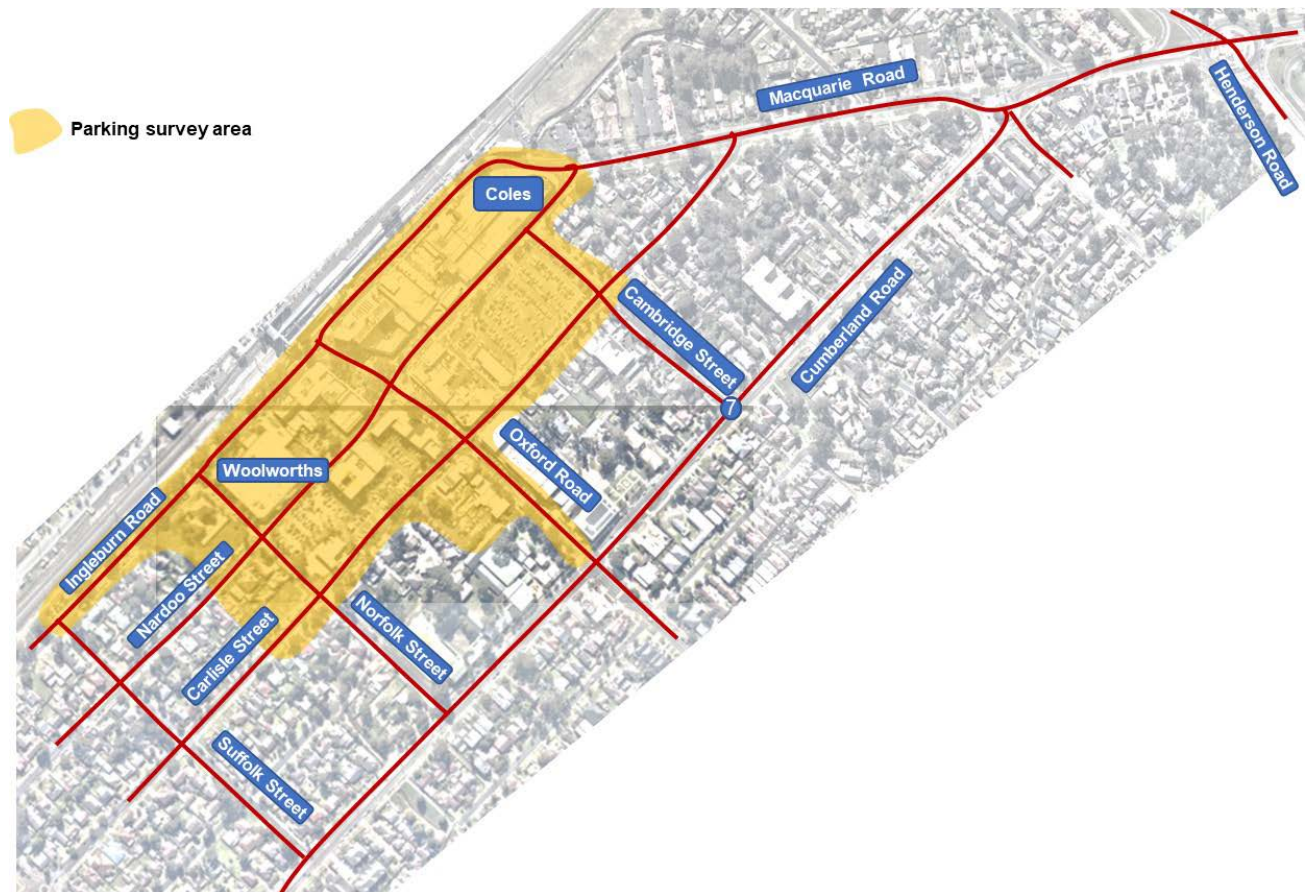 Macquarie Road
Henderson Road
Parking survey area
Coles
Cambridge Street
Cumberland Road
7
Oxford Road
Woolworths
Ingleburn Road
Nardoo Street
Norfolk Street
Carlisle Street
Suffolk Street